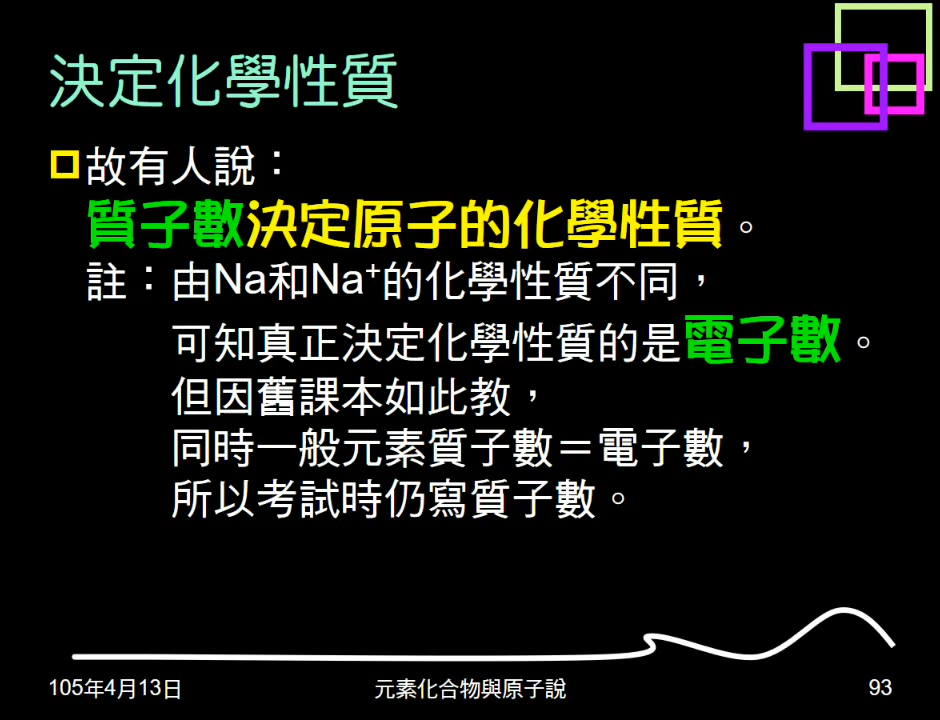 決定化學性質
故有人說：
質子數決定原子的化學性質。
註：由Na和Na⁺的化學性質不同，
可知真正決定化學性質的是電子數。
但因舊課本如此教，
同時一般元素質子數＝電子數，
所以考試時仍寫質子數。
105年4月13日
元素化合物與原子說
93